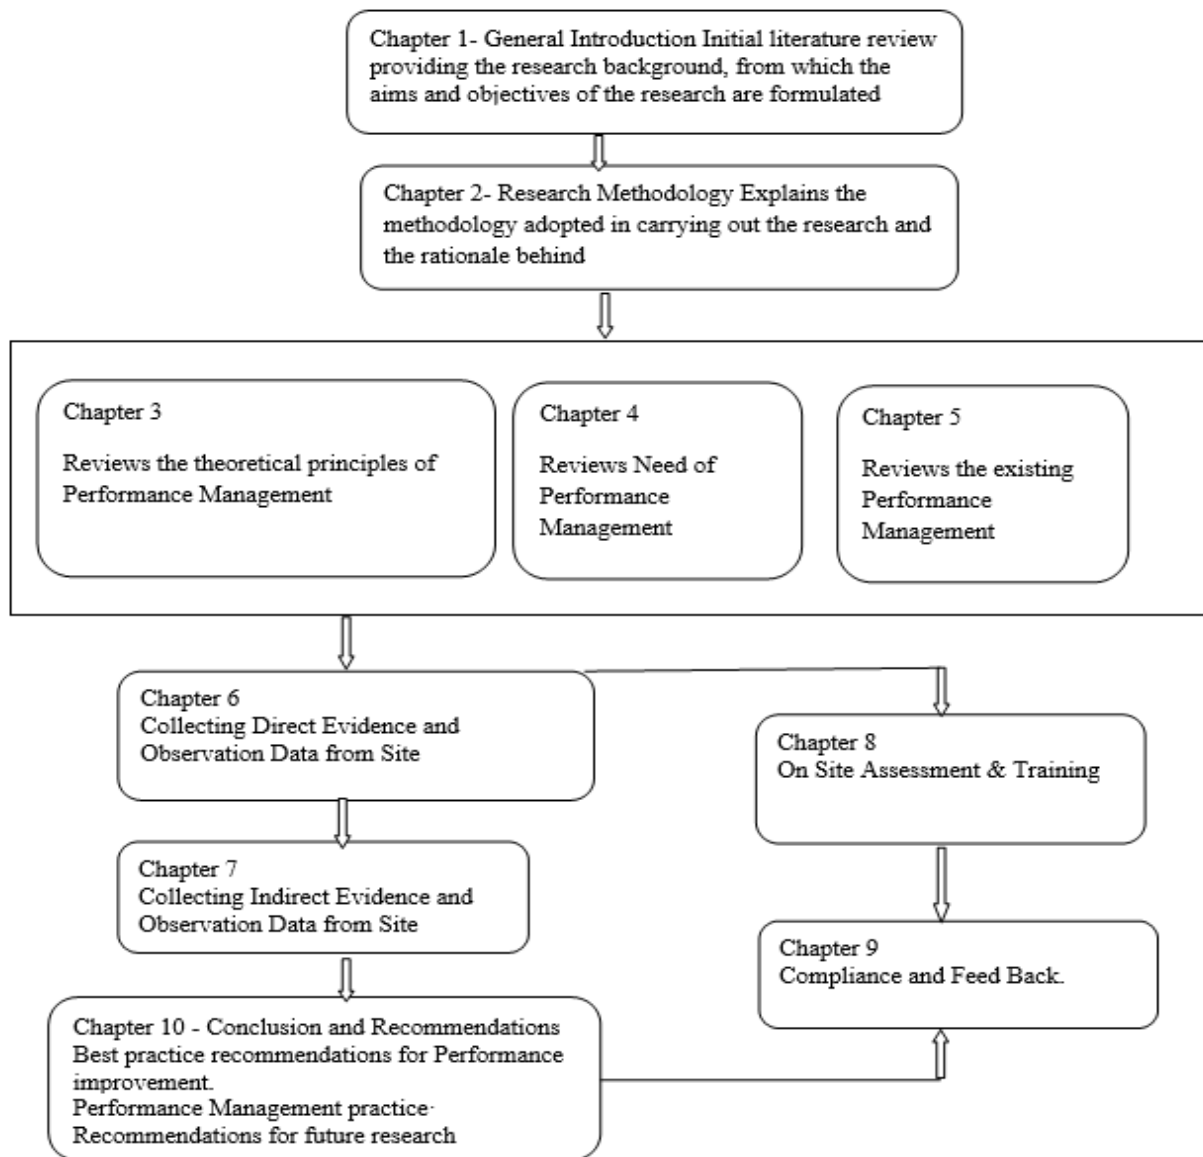 Chapter 1- General Introduction Initial literature review
providing the research background, from which the
aims and objectives of the research are formulated
Chapter 2- Research Methodology Explains the
methodology adopted in carrying out the research and
the rationale behind
Chapter 3
Reviews the theoretical principles of
Performance Management
Chapter 4
Reviews Need of
Performance
Management
Chapter 5
Reviews the existing
Performance
Management
Chapter 6
Collecting Direct Evidence and
Observation Data from Site
Chapter 8
On Site Assessment & Training
Chapter 7
Collecting Indirect Evidence and
Observation Data from Site
Chapter 9
Compliance and Feed Back.
Chapter 10 - Conclusion and Recommendations
Best practice recommendations for Performance
improvement.
Performance Management practice·
Recommendations for future research